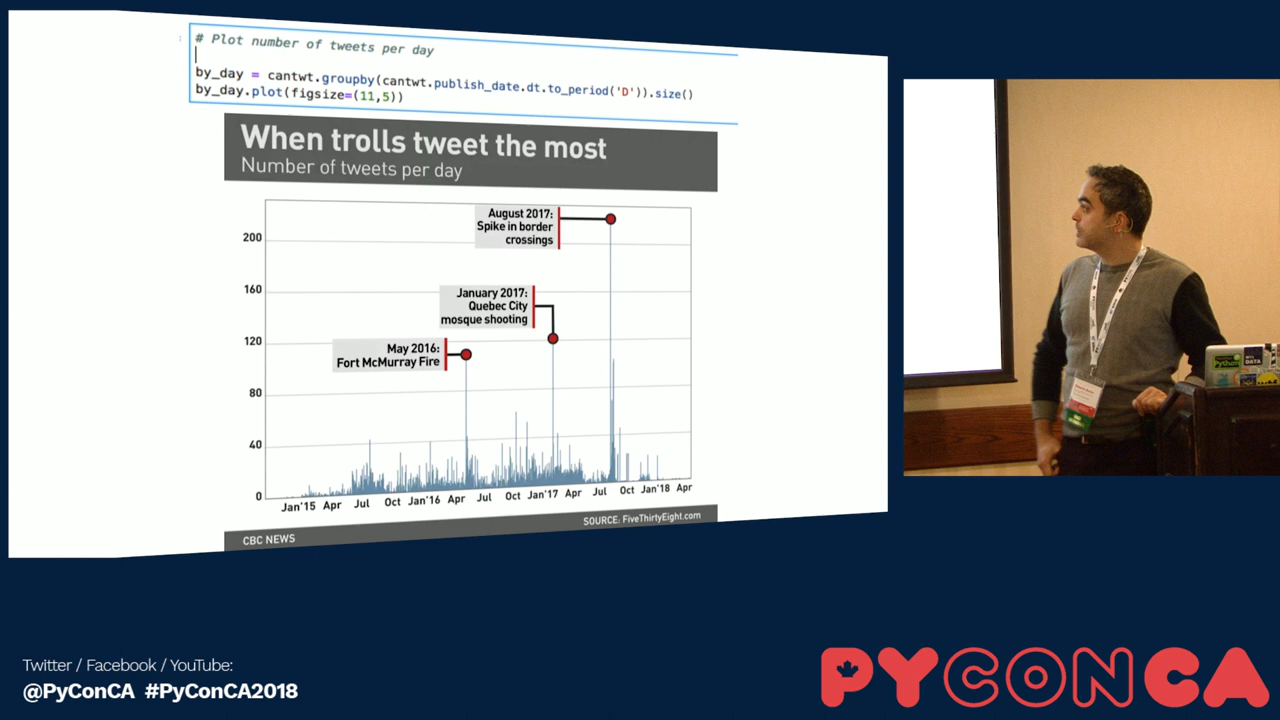 # Plot number of tweets per day
by_day = cantwt.groupby(cantwt.publish_date.dt.to_period('D')).size()
by_day.plot(figsize=(11,5))
When trolls tweet the most
Number of tweets per day
August 2017:
Spike in border
crossings
January 2017:
Quebec City
mosque shooting
May 2016:
Fort McMurray Fire
200
160
120
80
40
0
Jan'15 Apr Jul Oct Jan'16 Apr Jul Oct Jan'17 Apr Jul Oct Jan'18 Apr
SOURCE: FiveThirtyEight.com
CBC NEWS
Twitter / Facebook / YouTube:
@PyConCA #PyConCA2018
PYCONCA